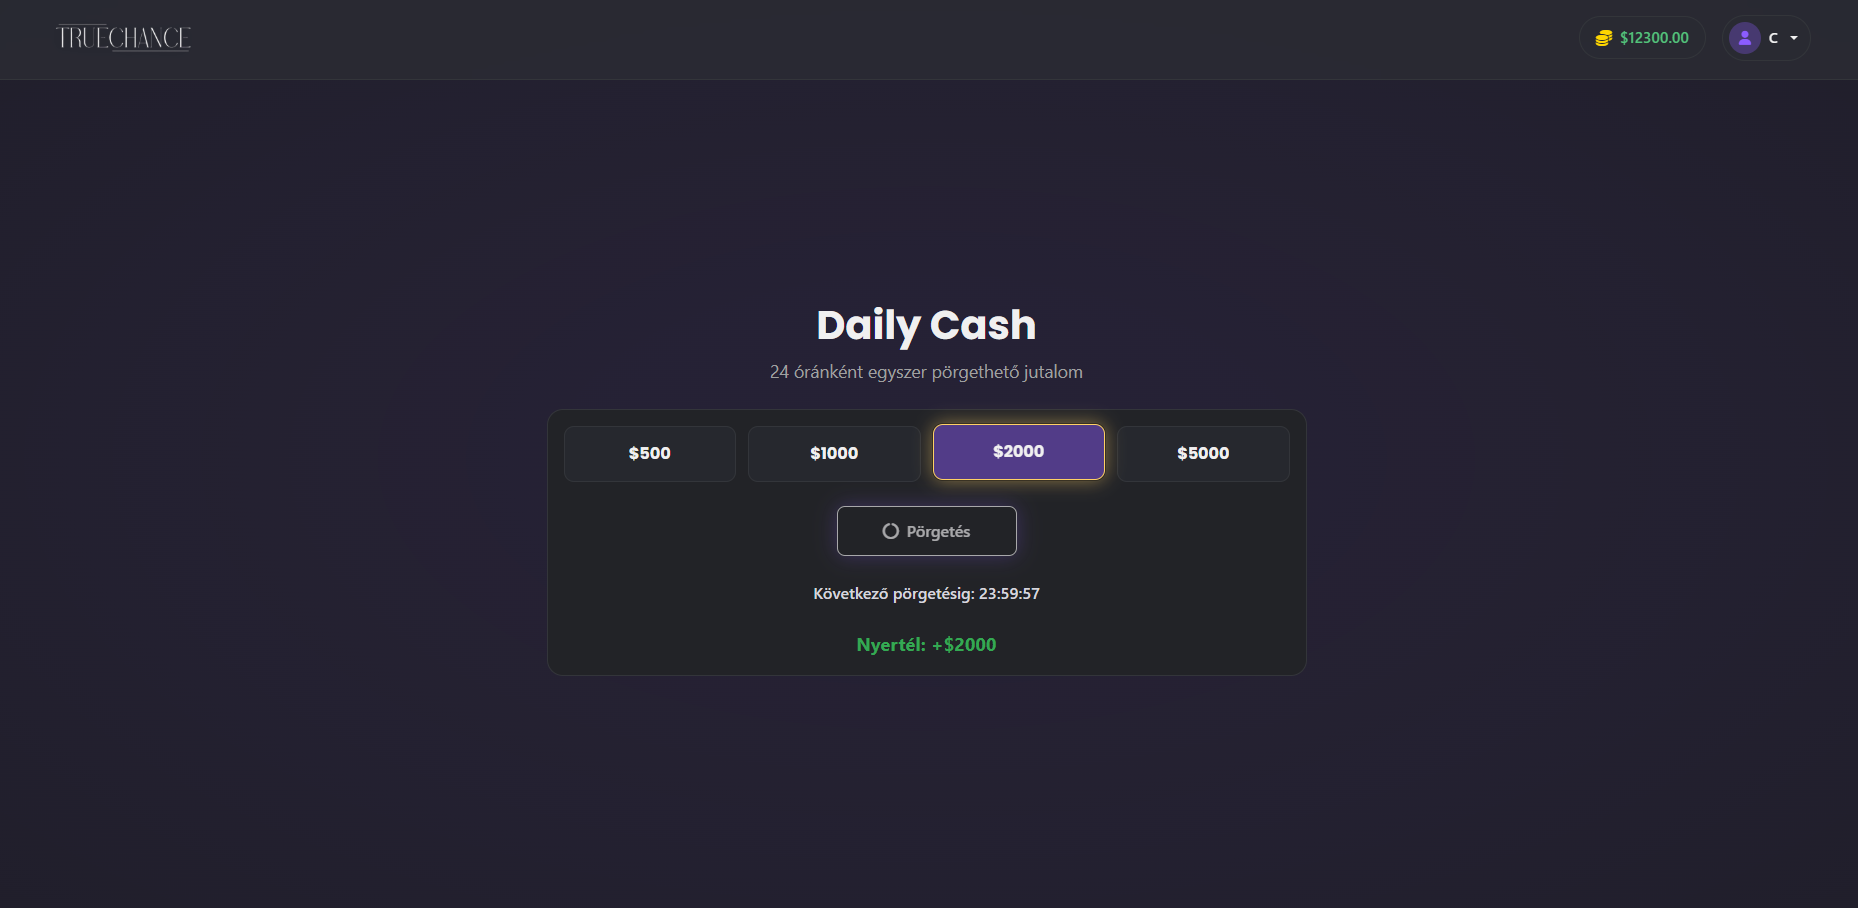 TRUECHANCE
$12300.00
C
Daily Cash
24 óránként egyszer pörgethető jutalom
$500 $1000 $2000 $5000
Pörgetés
Következő pörgetésig: 23:59:57
Nyertél: +$2000